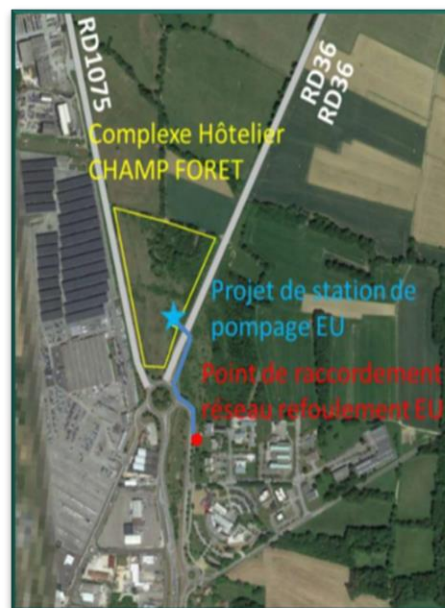 RD1075
RD36
RD36
Complexe Hôtelier
CHAMP FORET
Projet de station de
pompage EU
Point de raccordement
réseau refoulement EU